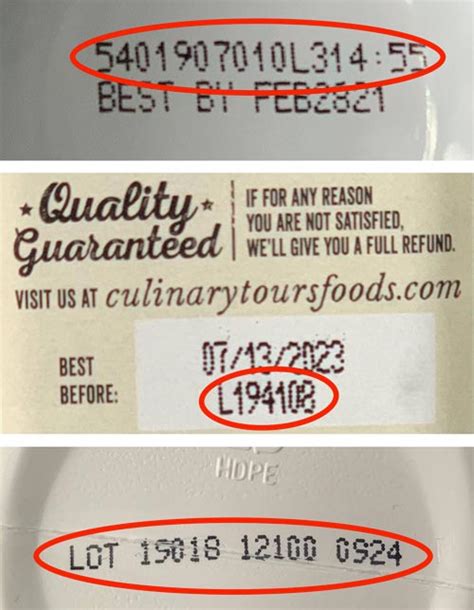 5401907010L314:55
BEST BY FEB2821
★ Quality ★
Guaranteed
IF FOR ANY REASON
YOU ARE NOT SATISFIED,
WE'LL GIVE YOU A FULL REFUND.
VISIT US AT culinarytoursfoods.com
BEST
BEFORE:
07/13/2023
L194108
HDPE
LOT 19018 12100 0924